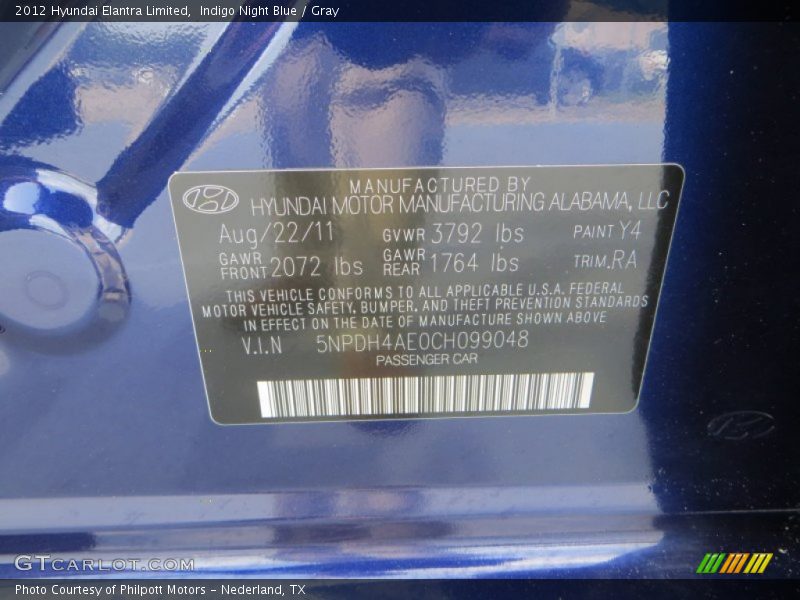 2012 Hyundai Elantra Limited,  Indigo Night Blue / Gray
MANUFACTURED BY
HYUNDAI MOTOR MANUFACTURING ALABAMA, LLC
Aug/22/11 GVWR 3792 lbs PAINT Y4
GAWR FRONT 2072 lbs GAWR REAR 1764 lbs TRIM.RA
THIS VEHICLE CONFORMS TO ALL APPLICABLE U.S.A. FEDERAL
MOTOR VEHICLE SAFETY, BUMPER, AND THEFT PREVENTION STANDARDS
IN EFFECT ON THE DATE OF MANUFACTURE SHOWN ABOVE
V.I.N 5NPDH4AE0CH099048
PASSENGER CAR
GTCARLOT.COM
Photo Courtesy of Philpott Motors - Nederland, TX